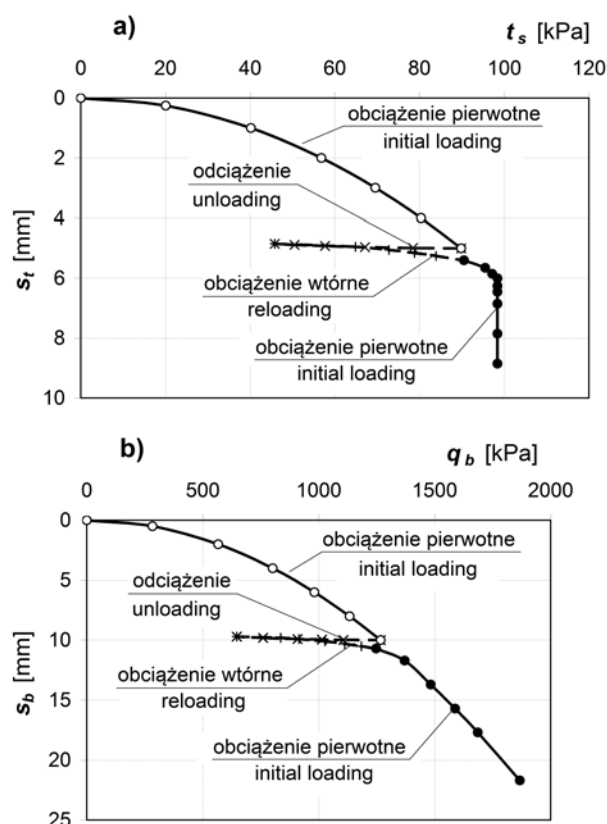 a)
t s [kPa]
0 20 40 60 80 100 120
0
2
4
6
8
10
s t [mm]
obciążenie pierwotne
initial loading
odciążenie
unloading
obciążenie wtórne
reloading
obciążenie pierwotne
initial loading
b)
q b [kPa]
0 500 1000 1500 2000
0
5
10
15
20
25
s b [mm]
obciążenie pierwotne
initial loading
odciążenie
unloading
obciążenie wtórne
reloading
obciążenie pierwotne
initial loading